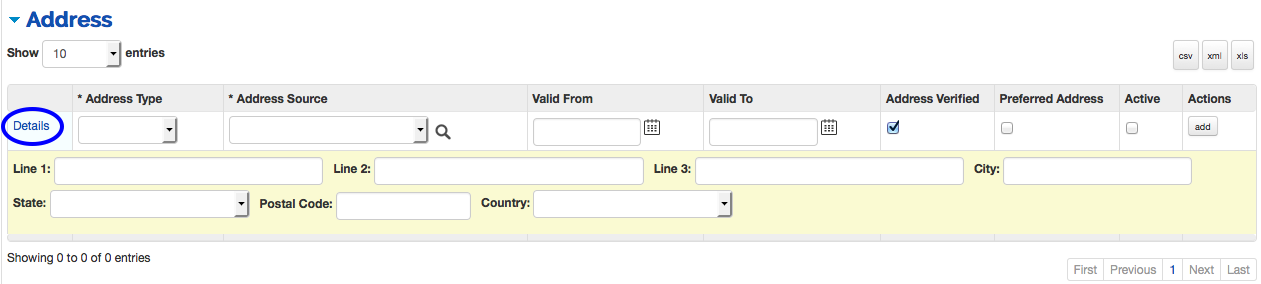 Address
Show 10 entries
csv xml xls
* Address Type * Address Source Valid From Valid To Address Verified Preferred Address Active Actions
Details add
Line 1: Line 2: Line 3: City:
State: Postal Code: Country:
Showing 0 to 0 of 0 entries
First Previous 1 Next Last